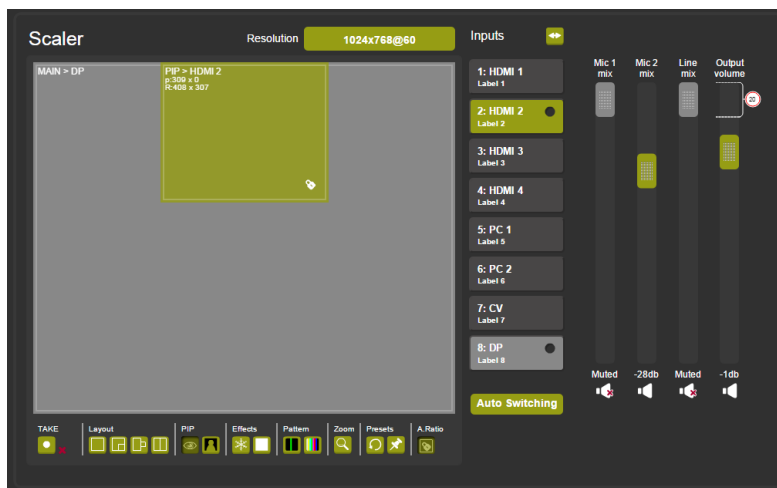 Scaler
Resolution
1024x768@60
Inputs
MAIN > DP
PIP > HDMI 2
p:309 x 0
R:408 x 307
1: HDMI 1
Label 1
2: HDMI 2
Label 2
3: HDMI 3
Label 3
4: HDMI 4
Label 4
5: PC 1
Label 5
6: PC 2
Label 6
7: CV
Label 7
8: DP
Label 8
Auto Switching
Mic 1
mix
Mic 2
mix
Line
mix
Output
volume
20
Muted
-28db
Muted
-1db
TAKE
Layout
PIP
Effects
Pattern
Zoom
Presets
A.Ratio